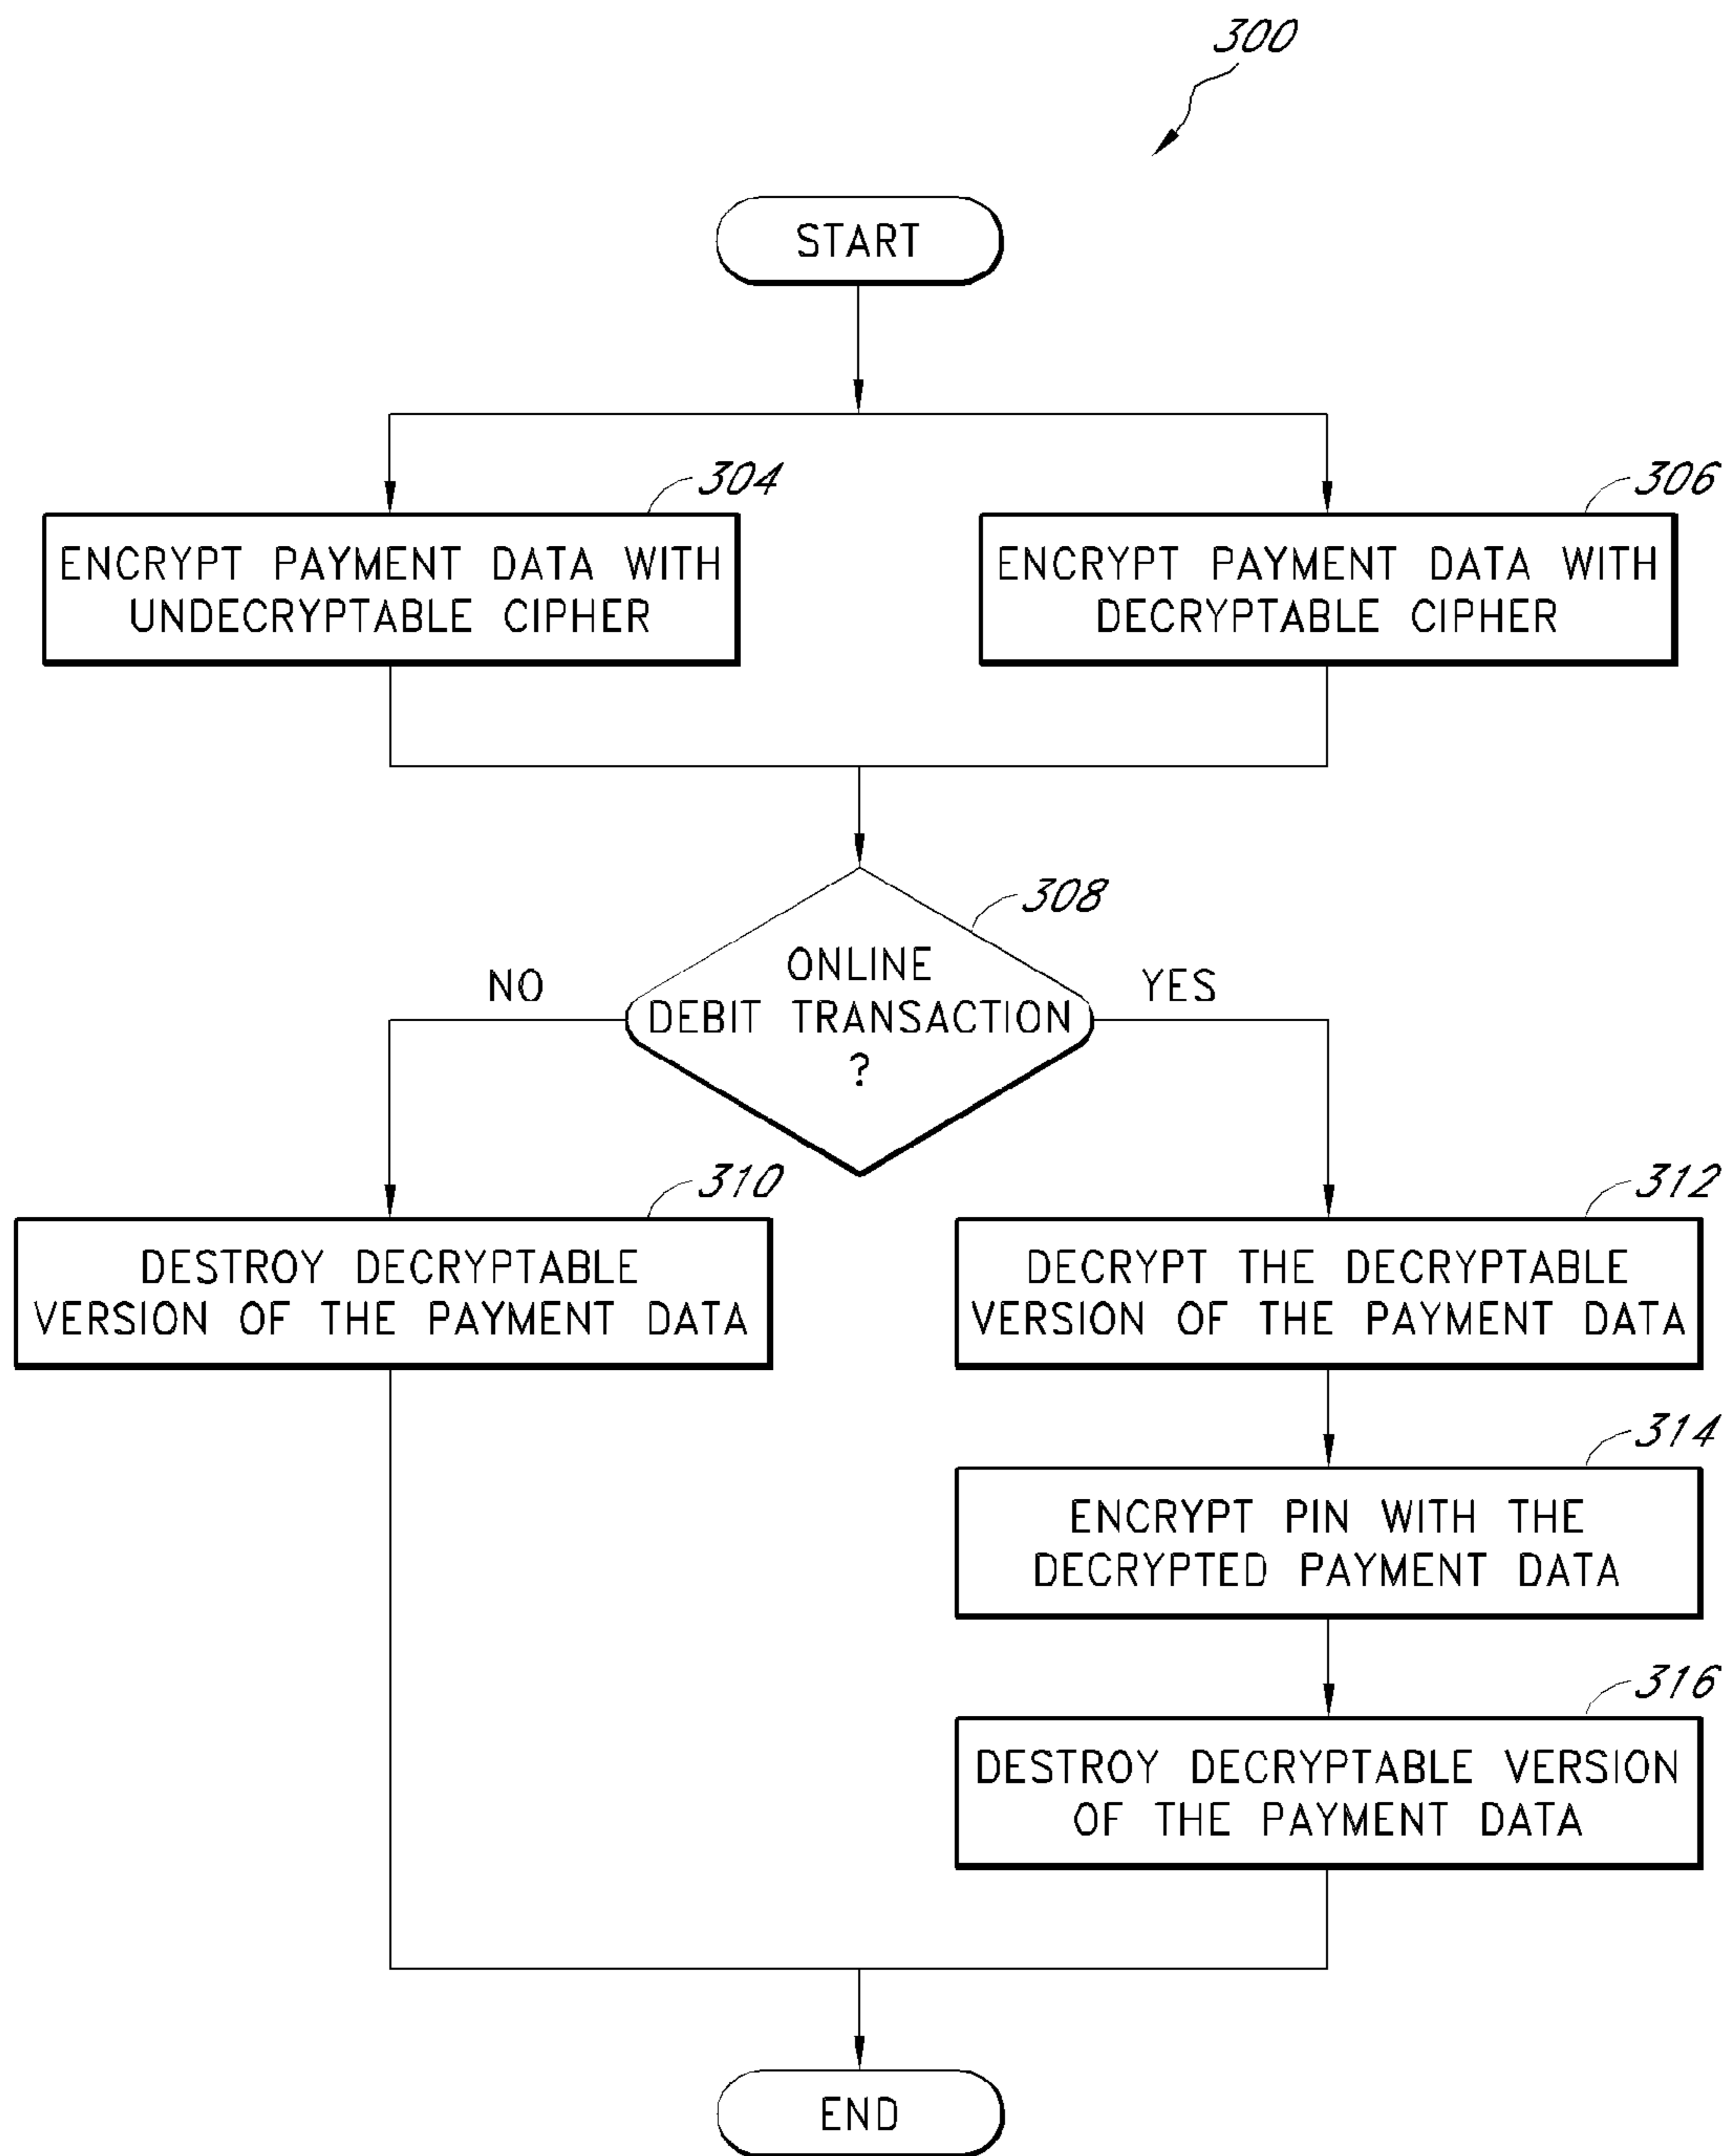 300
START
304
306
ENCRYPT PAYMENT DATA WITH
UNDECRYPTABLE CIPHER
ENCRYPT PAYMENT DATA WITH
DECRYPTABLE CIPHER
308
ONLINE
DEBIT TRANSACTION
?
NO
YES
310
312
DESTROY DECRYPTABLE
VERSION OF THE PAYMENT DATA
DECRYPT THE DECRYPTABLE
VERSION OF THE PAYMENT DATA
314
ENCRYPT PIN WITH THE
DECRYPTED PAYMENT DATA
316
DESTROY DECRYPTABLE VERSION
OF THE PAYMENT DATA
END